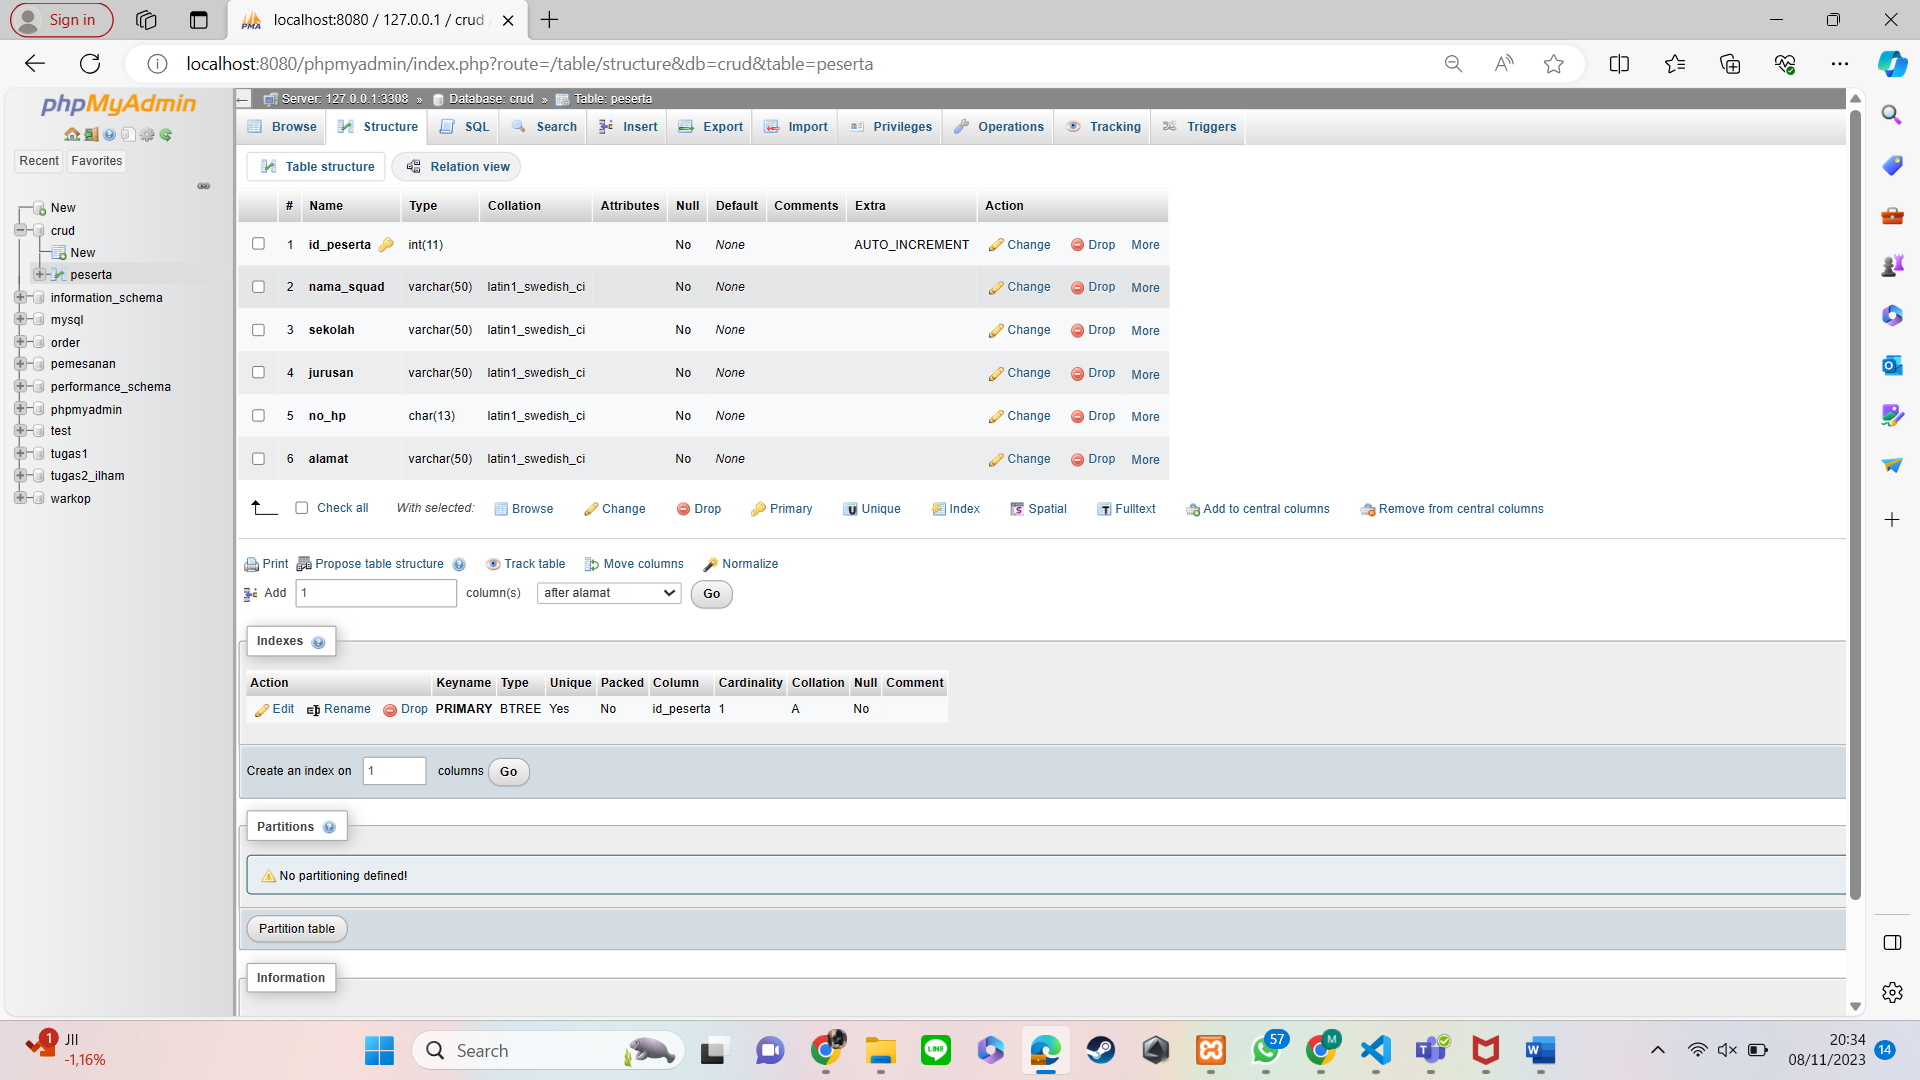 Sign in
localhost:8080 / 127.0.0.1 / crud
localhost:8080/phpmyadmin/index.php?route=/table/structure&db=crud&table=peserta
phpMyAdmin
Recent Favorites
New
crud
New
peserta
information_schema
mysql
order
pemesanan
performance_schema
phpmyadmin
test
tugas1
tugas2_ilham
warkop
Server: 127.0.0.1:3308 » Database: crud » Table: peserta
Browse Structure SQL Search Insert Export Import Privileges Operations Tracking Triggers
Table structure Relation view
# Name Type Collation Attributes Null Default Comments Extra Action
1 id_peserta int(11) No None AUTO_INCREMENT Change Drop More
2 nama_squad varchar(50) latin1_swedish_ci No None Change Drop More
3 sekolah varchar(50) latin1_swedish_ci No None Change Drop More
4 jurusan varchar(50) latin1_swedish_ci No None Change Drop More
5 no_hp char(13) latin1_swedish_ci No None Change Drop More
6 alamat varchar(50) latin1_swedish_ci No None Change Drop More
Check all With selected: Browse Change Drop Primary Unique Index Spatial Fulltext Add to central columns Remove from central columns
Print Propose table structure Track table Move columns Normalize
Add 1 column(s) after alamat Go
Indexes
Action Keyname Type Unique Packed Column Cardinality Collation Null Comment
Edit Rename Drop PRIMARY BTREE Yes No id_peserta 1 A No
Create an index on 1 columns Go
Partitions
No partitioning defined!
Partition table
Information
1 JII
-1,16%
Search
LINE
57
M
20:34
08/11/2023
14